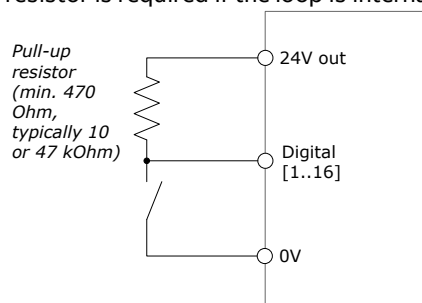 resistor is required if the loop is interna
Pull-up
resistor
(min. 470
Ohm,
typically 10
or 47 kOhm)
24V out
Digital
[1..16]
0V